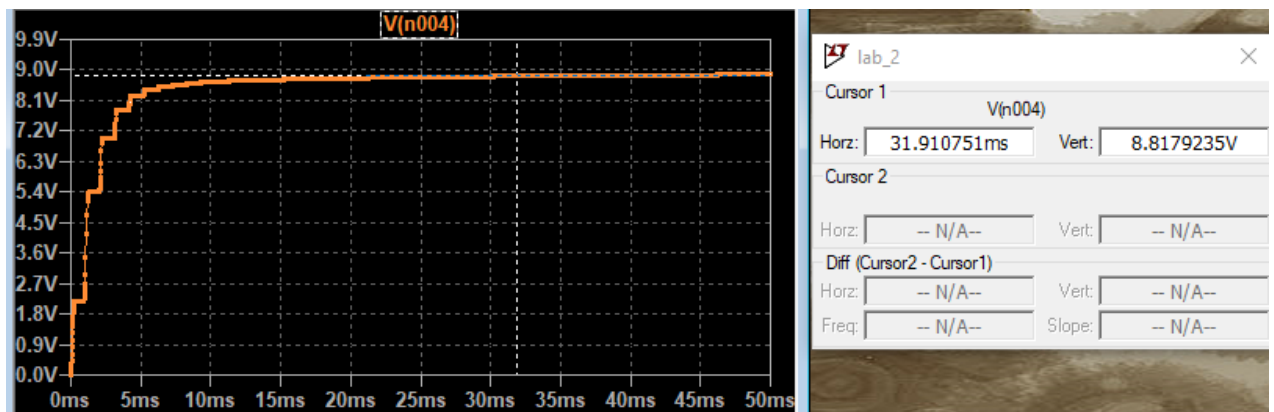 V(n004)
9.9V
9.0V
8.1V
7.2V
6.3V
5.4V
4.5V
3.6V
2.7V
1.8V
0.9V
0.0V
0ms 5ms 10ms 15ms 20ms 25ms 30ms 35ms 40ms 45ms 50ms
lab_2
Cursor 1
V(n004)
Horz: 31.910751ms Vert: 8.8179235V
Cursor 2
Horz: -- N/A-- Vert: -- N/A--
Diff (Cursor2 - Cursor1)
Horz: -- N/A-- Vert: -- N/A--
Freq: -- N/A-- Slope: -- N/A--